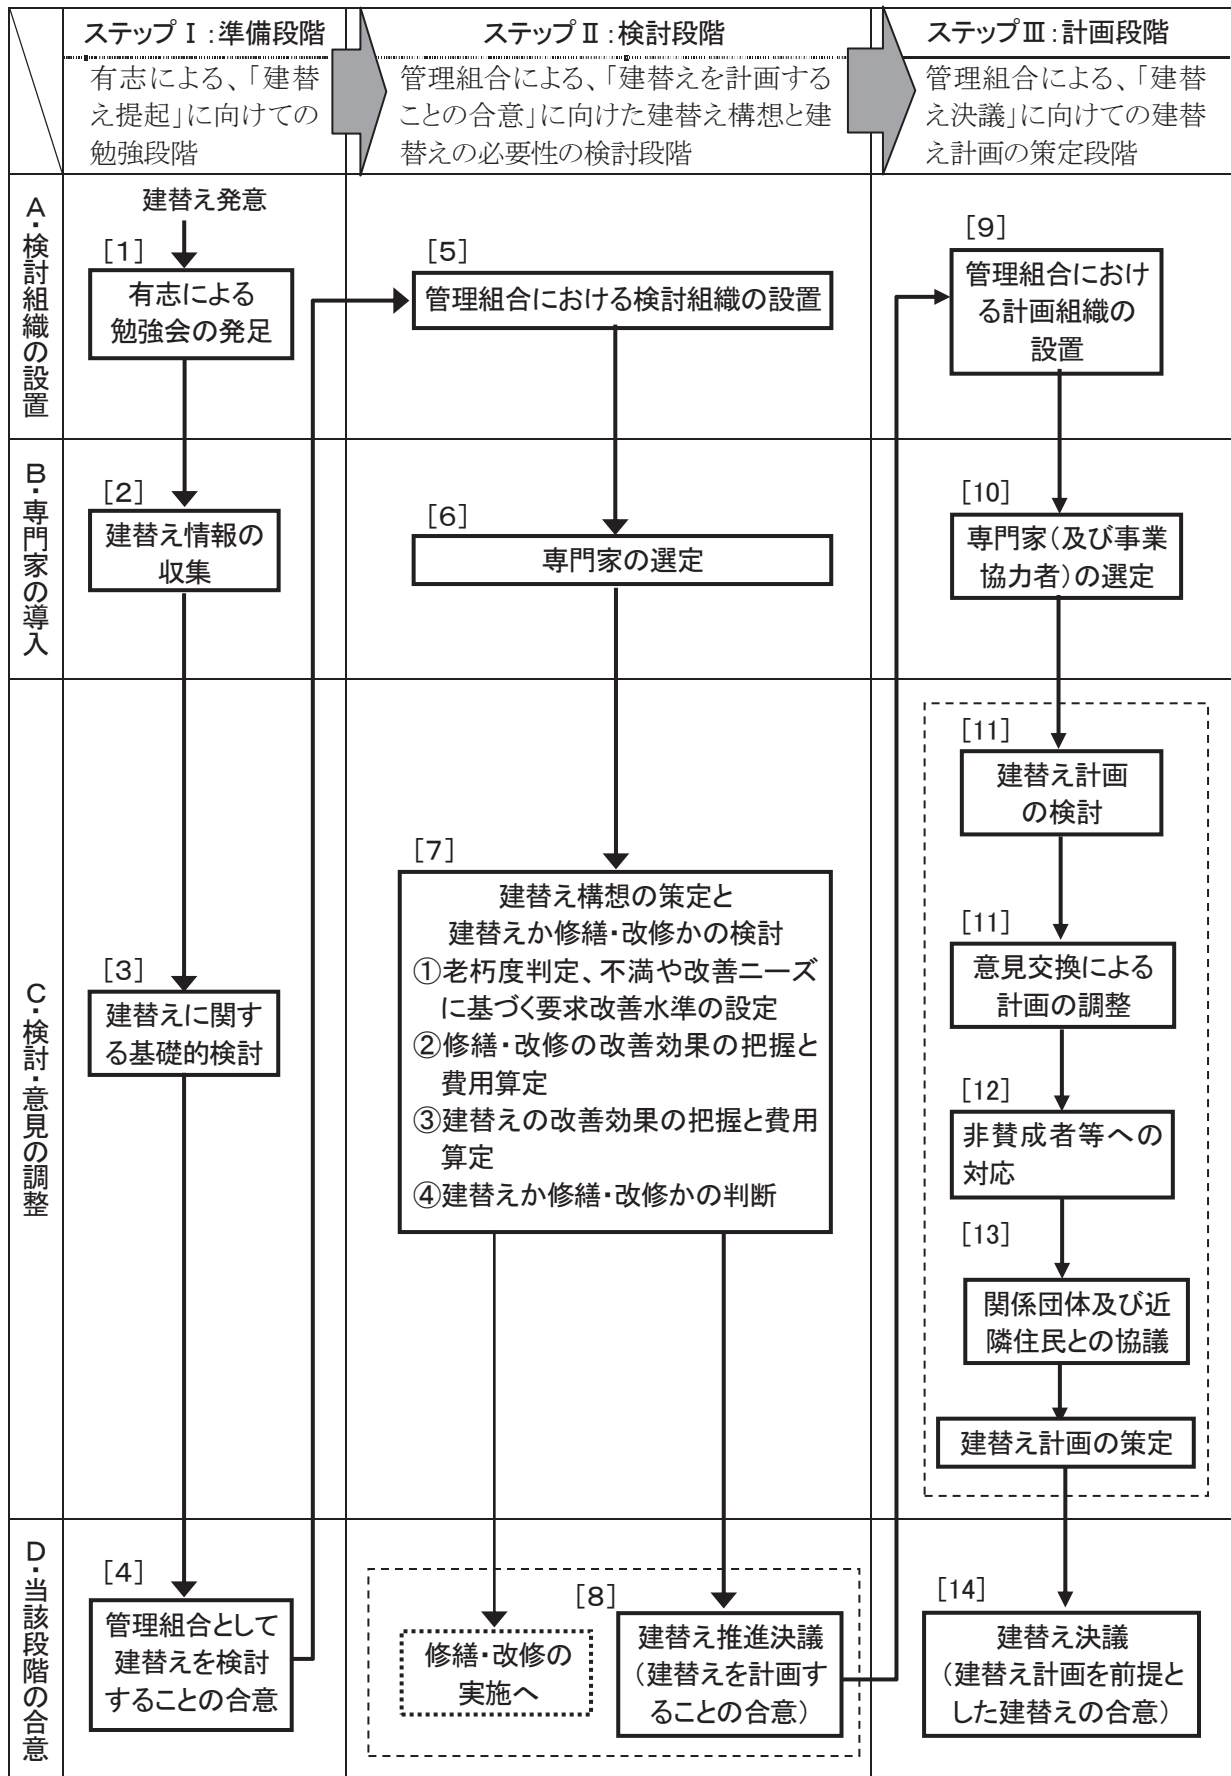 ステップⅠ:準備段階
有志による、「建替
え提起」に向けての
勉強段階
ステップⅡ:検討段階
管理組合による、「建替えを計画する
ことの合意」に向けた建替え構想と建
替えの必要性の検討段階
ステップⅢ:計画段階
管理組合による、「建替
え決議」に向けての建替
え計画の策定段階
A・検討組織の設置
建替え発意
[1]
有志による
勉強会の発足
[5]
管理組合における検討組織の設置
[9]
管理組合におけ
る計画組織の
設置
B・専門家の導入
[2]
建替え情報の
収集
[6]
専門家の選定
[10]
専門家(及び事業
協力者)の選定
C・検討・意見の調整
[3]
建替えに関す
る基礎的検討
[7]
建替え構想の策定と
建替えか修繕・改修かの検討
①老朽度判定、不満や改善ニーズ
に基づく要求改善水準の設定
②修繕・改修の改善効果の把握と
費用算定
③建替えの改善効果の把握と費用
算定
④建替えか修繕・改修かの判断
[11]
建替え計画
の検討
[11]
意見交換による
計画の調整
[12]
非賛成者等への
対応
[13]
関係団体及び近
隣住民との協議
建替え計画の策定
D・当該段階の合意
[4]
管理組合として
建替えを検討
することの合意
修繕・改修の
実施へ
[8]
建替え推進決議
(建替えを計画す
ることの合意)
[14]
建替え決議
(建替え計画を前提と
した建替えの合意)